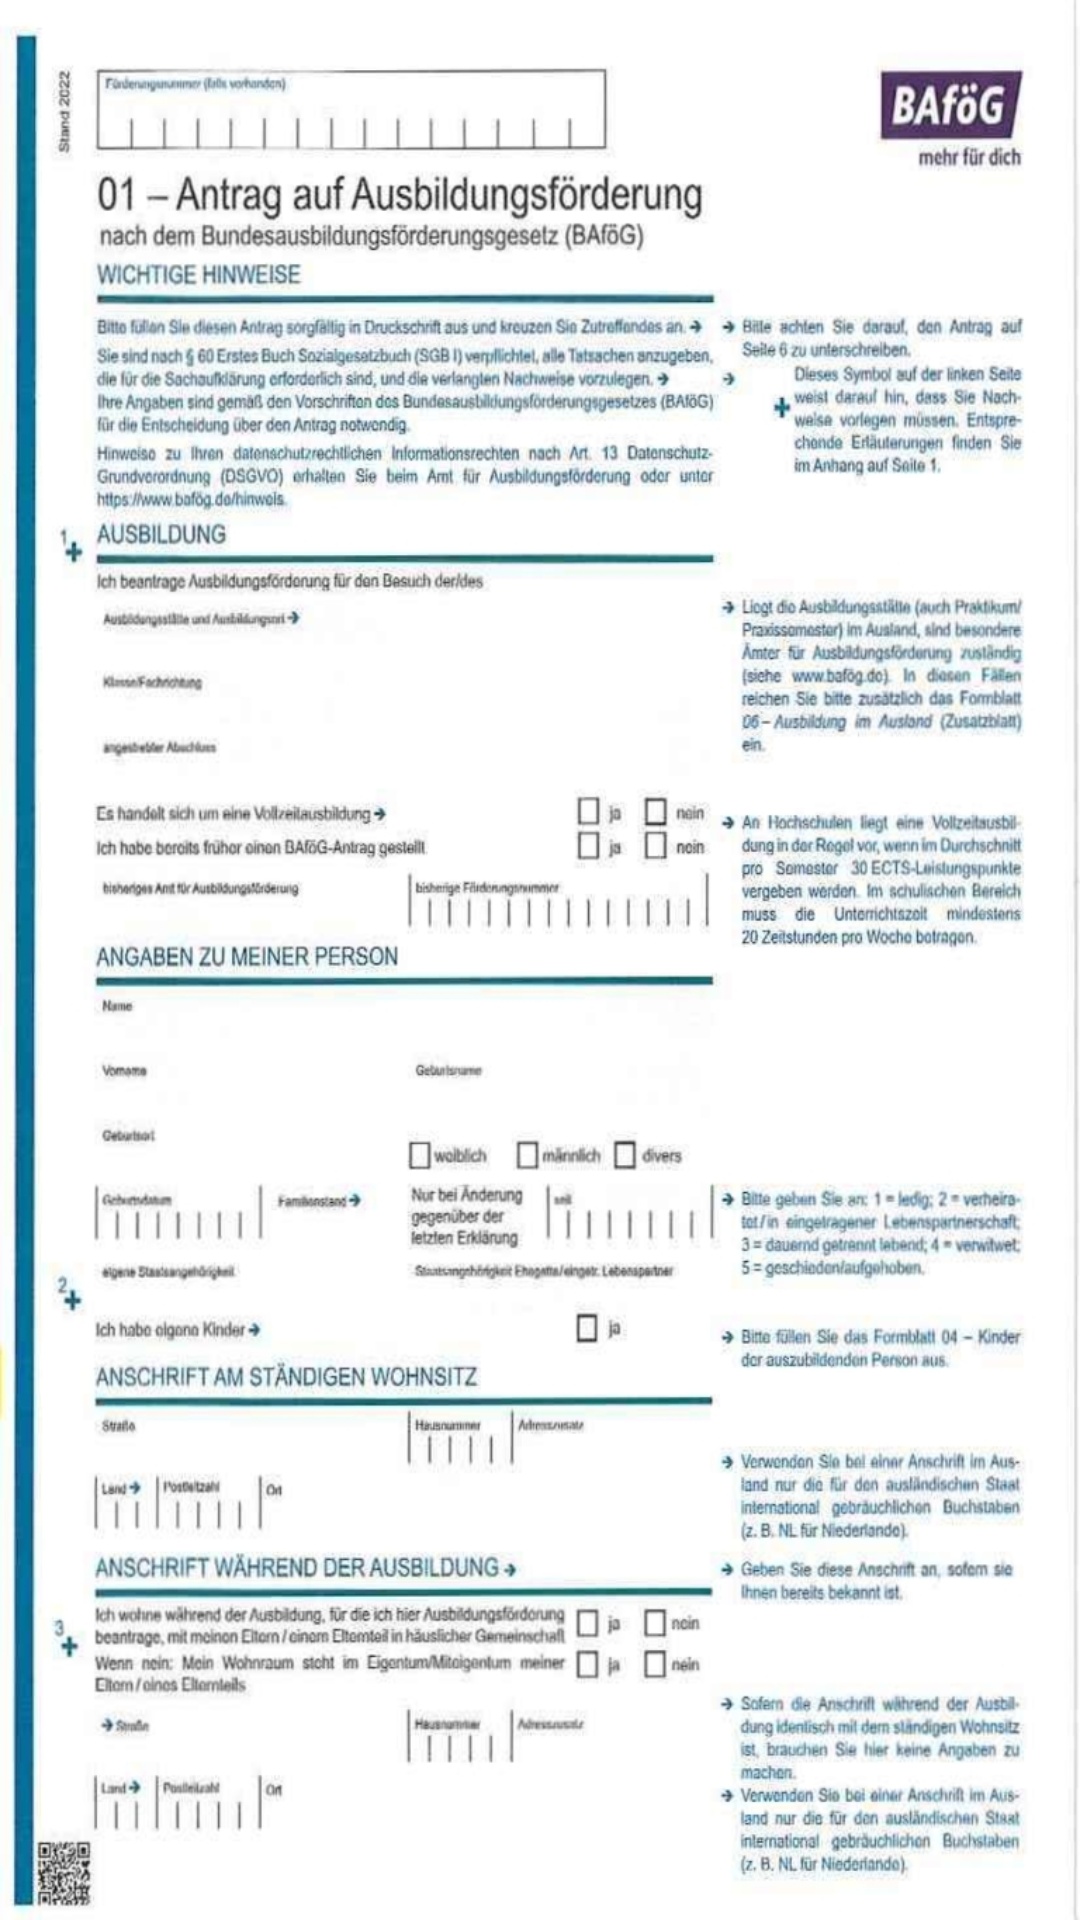 Stand 2022
Förderungsnummer (falls vorhanden)
BAföG
mehr für dich
01 – Antrag auf Ausbildungsförderung
nach dem Bundesausbildungsförderungsgesetz (BAföG)
WICHTIGE HINWEISE
Bitte füllen Sie diesen Antrag sorgfältig in Druckschrift aus und kreuzen Sie Zutreffendes an. →
Sie sind nach § 60 Erstes Buch Sozialgesetzbuch (SGB I) verpflichtet, alle Tatsachen anzugeben,
die für die Sachaufklärung erforderlich sind, und die verlangten Nachweise vorzulegen. →
Ihre Angaben sind gemäß den Vorschriften des Bundesausbildungsförderungsgesetzes (BAföG)
für die Entscheidung über den Antrag notwendig.
Hinweise zu Ihren datenschutzrechtlichen Informationsrechten nach Art. 13 Datenschutz-
Grundverordnung (DSGVO) erhalten Sie beim Amt für Ausbildungsförderung oder unter
https://www.bafög.de/hinweis.
→ Bitte achten Sie darauf, den Antrag auf
Seite 6 zu unterschreiben.
→ Dieses Symbol auf der linken Seite
+ weist darauf hin, dass Sie Nach-
weise vorlegen müssen. Entspre-
chende Erläuterungen finden Sie
im Anhang auf Seite 1.
1+ AUSBILDUNG
Ich beantrage Ausbildungsförderung für den Besuch der/des
Ausbildungsstätte und Ausbildungsort →
Klasse/Fachrichtung
angestrebter Abschluss
→ Liegt die Ausbildungsstätte (auch Praktikum/
Praxissemester) im Ausland, sind besondere
Ämter für Ausbildungsförderung zuständig
(siehe www.bafög.de). In diesen Fällen
reichen Sie bitte zusätzlich das Formblatt
06 – Ausbildung im Ausland (Zusatzblatt)
ein.
Es handelt sich um eine Vollzeitausbildung → ja nein
Ich habe bereits früher einen BAföG-Antrag gestellt ja nein
bisheriges Amt für Ausbildungsförderung bisherige Förderungsnummer
→ An Hochschulen liegt eine Vollzeitausbil-
dung in der Regel vor, wenn im Durchschnitt
pro Semester 30 ECTS-Leistungspunkte
vergeben werden. Im schulischen Bereich
muss die Unterrichtszeit mindestens
20 Zeitstunden pro Woche betragen.
ANGABEN ZU MEINER PERSON
Name
Vorname Geburtsname
Geburtsort
weiblich männlich divers
Geburtsdatum Familienstand → Nur bei Änderung seit
gegenüber der
letzten Erklärung
→ Bitte geben Sie an: 1 = ledig; 2 = verheira-
tet / in eingetragener Lebenspartnerschaft;
3 = dauernd getrennt lebend; 4 = verwitwet;
5 = geschieden/aufgehoben.
2+ eigene Staatsangehörigkeit Staatsangehörigkeit Ehegatte/eingetr. Lebenspartner
Ich habe eigene Kinder → ja
→ Bitte füllen Sie das Formblatt 04 – Kinder
der auszubildenden Person aus.
ANSCHRIFT AM STÄNDIGEN WOHNSITZ
Straße Hausnummer Adresszusatz
Land → Postleitzahl Ort
→ Verwenden Sie bei einer Anschrift im Aus-
land nur die für den ausländischen Staat
international gebräuchlichen Buchstaben
(z. B. NL für Niederlande).
ANSCHRIFT WÄHREND DER AUSBILDUNG →
→ Geben Sie diese Anschrift an, sofern sie
Ihnen bereits bekannt ist.
3+ Ich wohne während der Ausbildung, für die ich hier Ausbildungsförderung ja nein
beantrage, mit meinen Eltern / einem Elternteil in häuslicher Gemeinschaft
Wenn nein: Mein Wohnraum steht im Eigentum/Miteigentum meiner ja nein
Eltern / eines Elternteils
→ Straße Hausnummer Adresszusatz
Land → Postleitzahl Ort
→ Sofern die Anschrift während der Ausbil-
dung identisch mit dem ständigen Wohnsitz
ist, brauchen Sie hier keine Angaben zu
machen.
→ Verwenden Sie bei einer Anschrift im Aus-
land nur die für den ausländischen Staat
international gebräuchlichen Buchstaben
(z. B. NL für Niederlande).